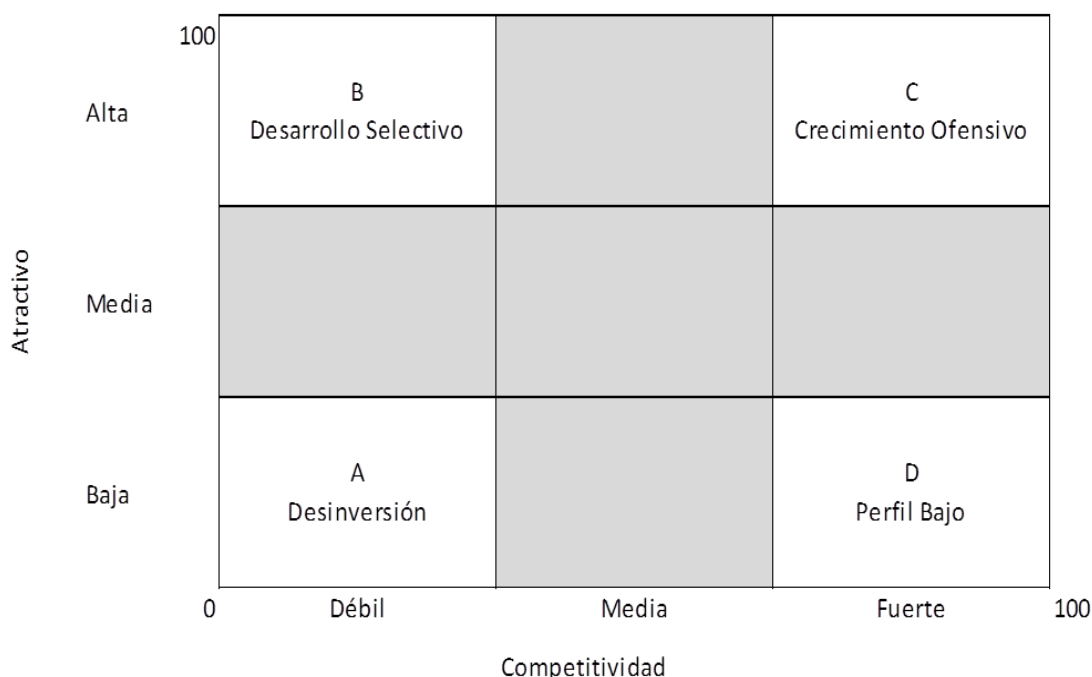 100
Alta
B
Desarrollo Selectivo
C
Crecimiento Ofensivo
Atractivo
Media
Baja
A
Desinversión
D
Perfil Bajo
0
Débil
Media
Fuerte
100
Competitividad